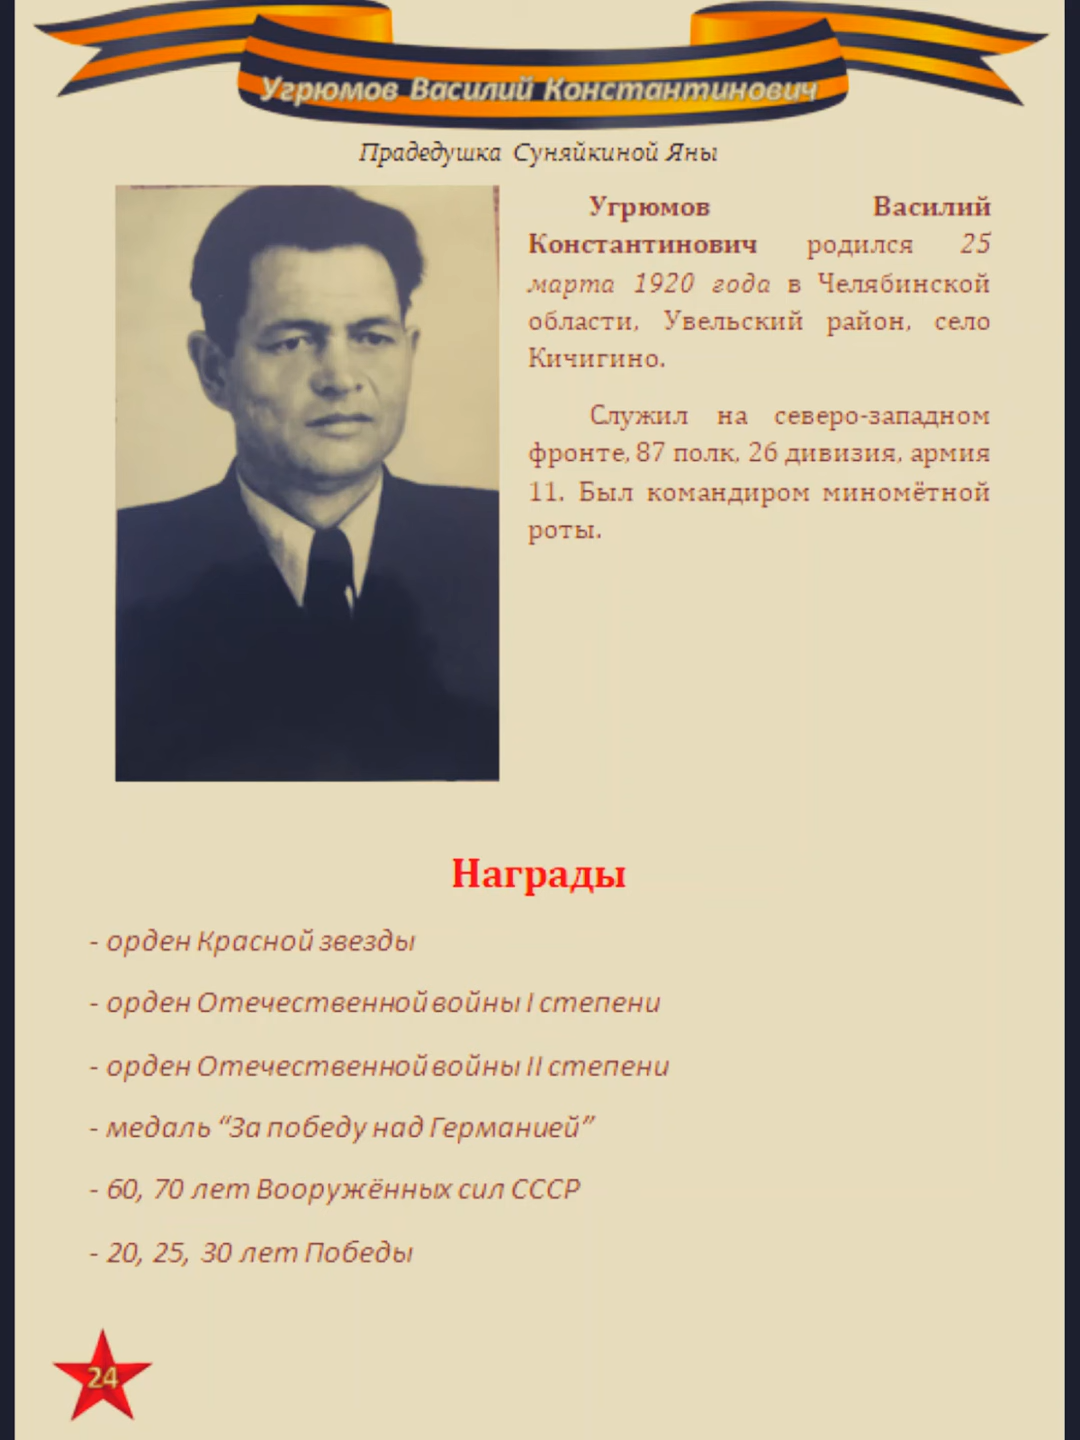 Угрюмов Василий Константинович
Прадедушка Суняйкиной Яны
Угрюмов Василий
Константинович родился 25
марта 1920 года в Челябинской
области, Увельский район, село
Кичигино.
Служил на северо-западном
фронте, 87 полк, 26 дивизия, армия
11. Был командиром миномётной
роты.
Награды
- орден Красной звезды
- орден Отечественной войны I степени
- орден Отечественной войны II степени
- медаль “За победу над Германией”
- 60, 70 лет Вооружённых сил СССР
- 20, 25, 30 лет Победы
24